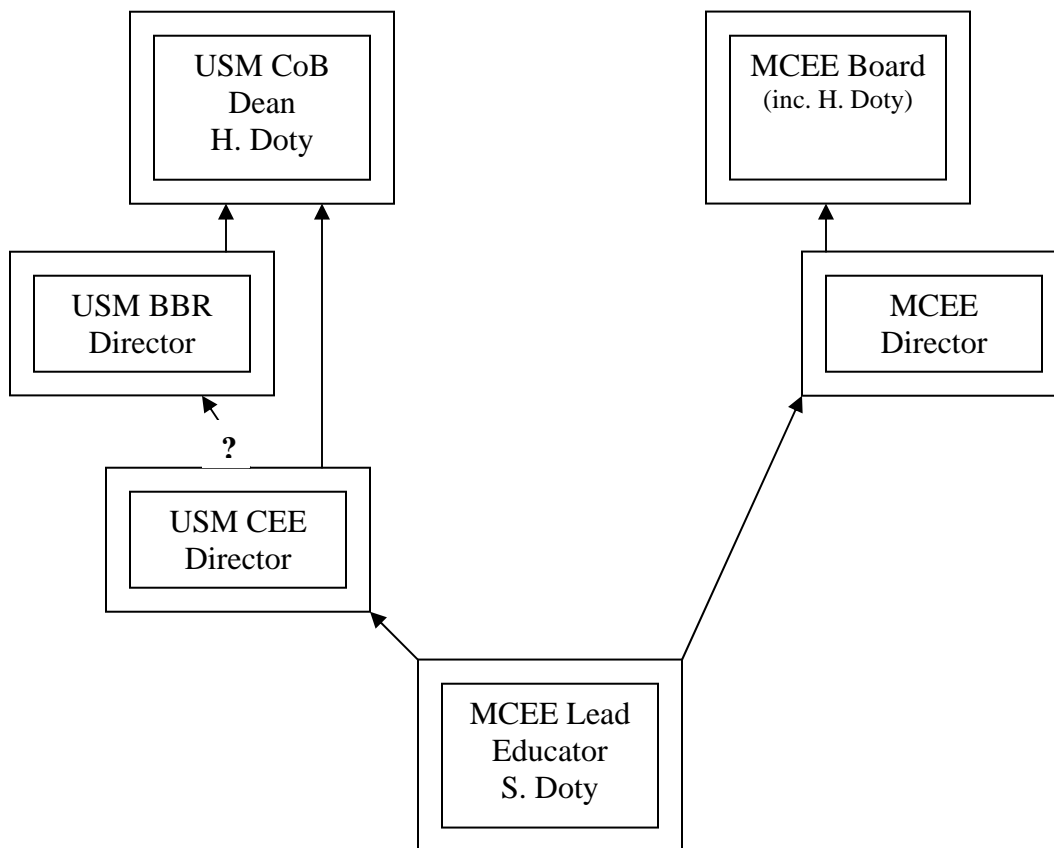 USM CoB
Dean
H. Doty
MCEE Board
(inc. H. Doty)
USM BBR
Director
MCEE
Director
?
USM CEE
Director
MCEE Lead
Educator
S. Doty